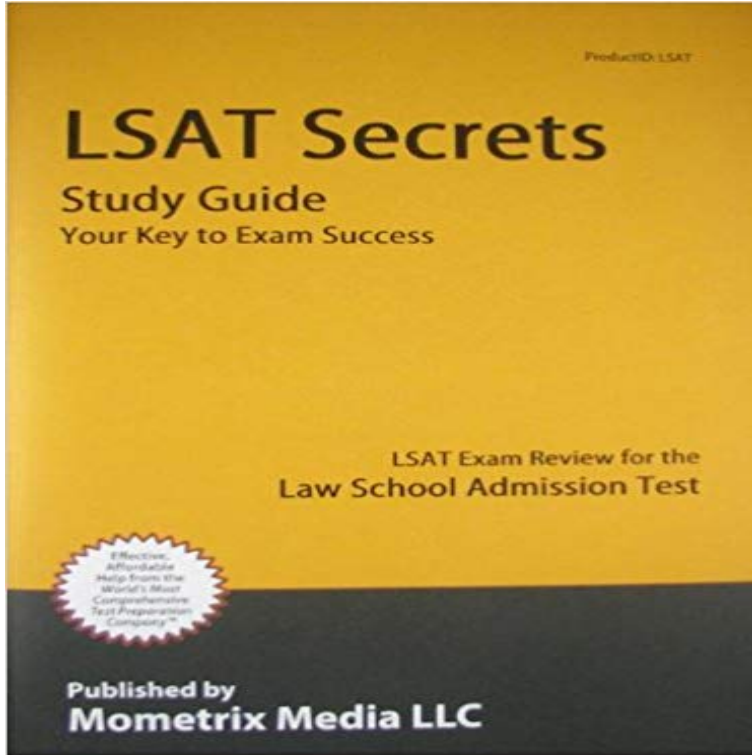 ProductID: LSAT
LSAT Secrets
Study Guide
Your Key to Exam Success
LSAT Exam Review for the
Law School Admission Test
Effective,
Affordable
Help from the
World's Most
Comprehensive
Test Preparation
Company™
Published by
Mometrix Media LLC